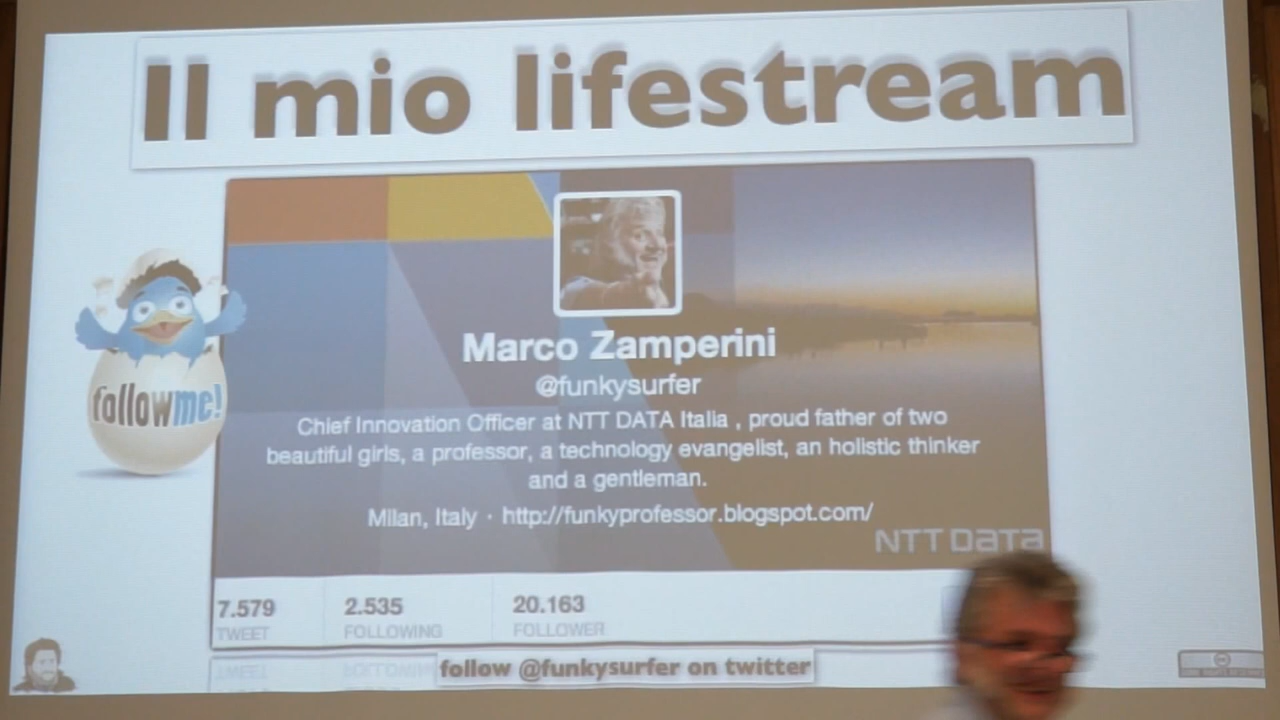 Il mio lifestream
followme!
Marco Zamperini
@funkysurfer
Chief Innovation Officer at NTT DATA Italia , proud father of two
beautiful girls, a professor, a technology evangelist, an holistic thinker
and a gentleman.
Milan, Italy · http://funkyprofessor.blogspot.com/
NTT DATA
7.579 2.535 20.163
TWEET FOLLOWING FOLLOWER
follow @funkysurfer on twitter